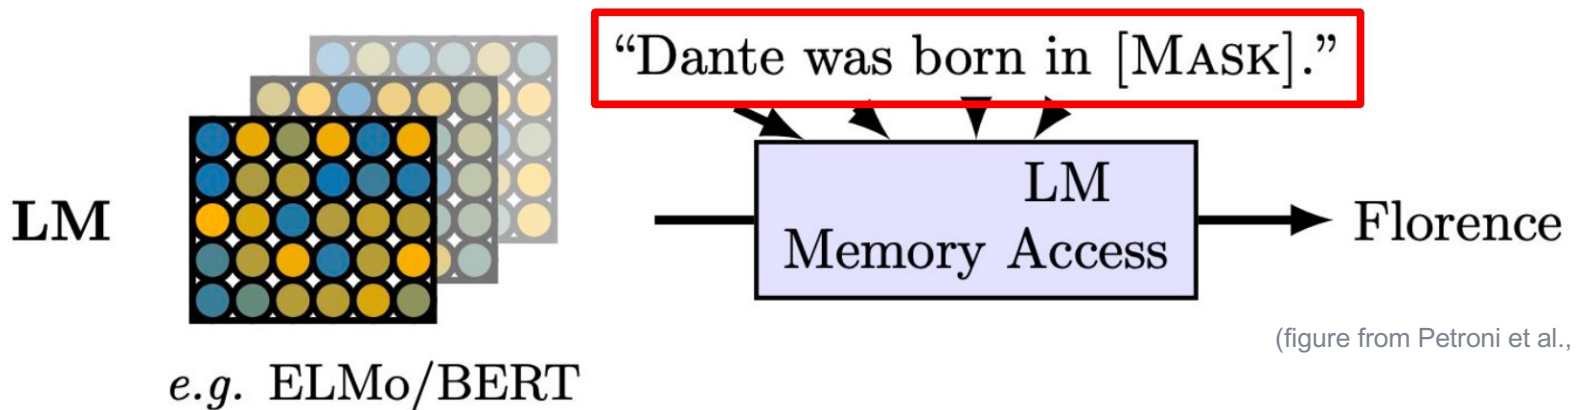 “Dante was born in [MASK].”
LM
LM
Memory Access
Florence
(figure from Petroni et al.,
e.g. ELMo/BERT